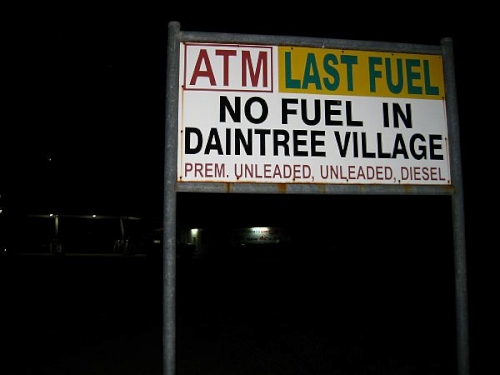 ATM LAST FUEL
NO FUEL IN
DAINTREE VILLAGE
PREM. UNLEADED, UNLEADED, DIESEL